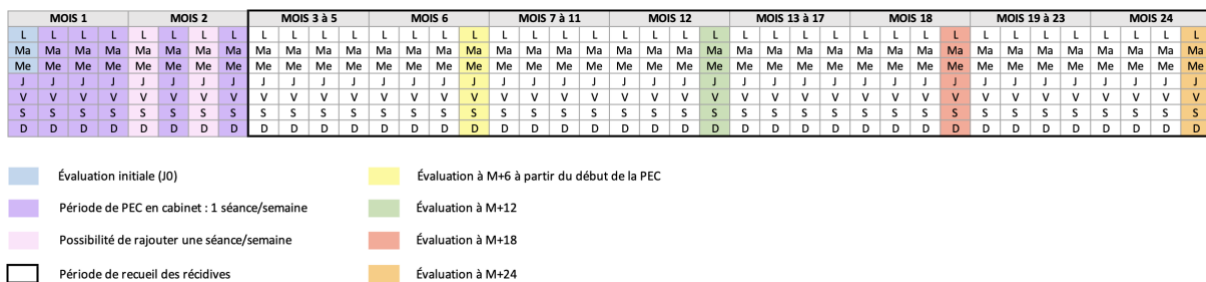 MOIS 1 MOIS 2 MOIS 3 à 5 MOIS 6 MOIS 7 à 11 MOIS 12 MOIS 13 à 17 MOIS 18 MOIS 19 à 23 MOIS 24
L L L L L L L L L L L L L L L L L L L L L L L L L L L L L L L L L L L L L L L L
Ma Ma Ma Ma Ma Ma Ma Ma Ma Ma Ma Ma Ma Ma Ma Ma Ma Ma Ma Ma Ma Ma Ma Ma Ma Ma Ma Ma Ma Ma Ma Ma Ma Ma Ma Ma Ma Ma Ma Ma
Me Me Me Me Me Me Me Me Me Me Me Me Me Me Me Me Me Me Me Me Me Me Me Me Me Me Me Me Me Me Me Me Me Me Me Me Me Me Me Me
J J J J J J J J J J J J J J J J J J J J J J J J J J J J J J J J J J J J J J J J
V V V V V V V V V V V V V V V V V V V V V V V V V V V V V V V V V V V V V V V V
S S S S S S S S S S S S S S S S S S S S S S S S S S S S S S S S S S S S S S S S
D D D D D D D D D D D D D D D D D D D D D D D D D D D D D D D D D D D D D D D D
Évaluation initiale (J0)
Période de PEC en cabinet : 1 séance/semaine
Possibilité de rajouter une séance/semaine
Période de recueil des récidives
Évaluation à M+6 à partir du début de la PEC
Évaluation à M+12
Évaluation à M+18
Évaluation à M+24